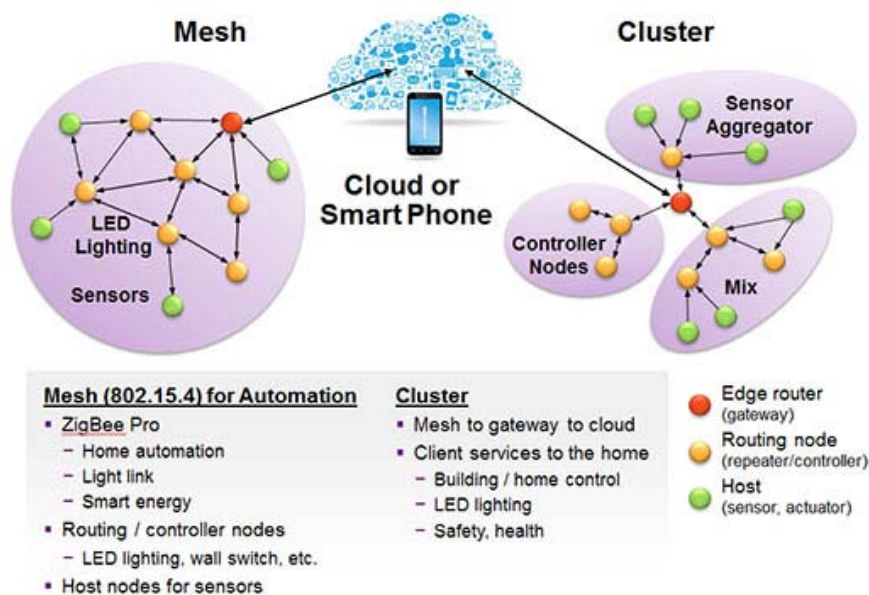 Mesh
Cluster
Sensor
Aggregator
LED
Lighting
Sensors
Cloud or
Smart Phone
Controller
Nodes
Mix
Mesh (802.15.4) for Automation
▪ ZigBee Pro
– Home automation
– Light link
– Smart energy
▪ Routing / controller nodes
– LED lighting, wall switch, etc.
▪ Host nodes for sensors
Cluster
▪ Mesh to gateway to cloud
▪ Client services to the home
– Building / home control
– LED lighting
– Safety, health
Edge router
(gateway)
Routing node
(repeater/controller)
Host
(sensor, actuator)